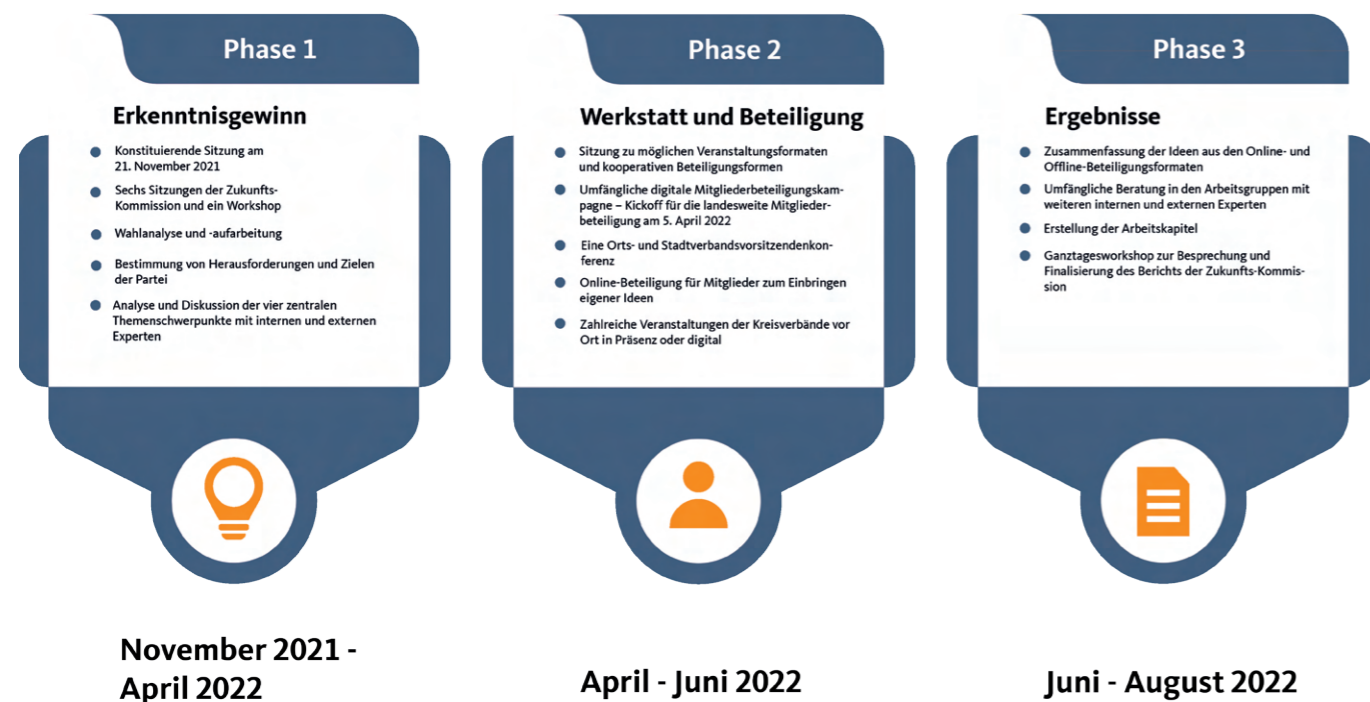 Phase 1
Erkenntnisgewinn
Konstituierende Sitzung am
21. November 2021
Sechs Sitzungen der Zukunfts-
Kommission und ein Workshop
Wahlanalyse und -aufarbeitung
Bestimmung von Herausforderungen und Zielen
der Partei
Analyse und Diskussion der vier zentralen
Themenschwerpunkte mit internen und externen
Experten
November 2021 -
April 2022
Phase 2
Werkstatt und Beteiligung
Sitzung zu möglichen Veranstaltungsformaten
und kooperativen Beteiligungsformen
Umfängliche digitale Mitgliederbeteiligungskam-
pagne – Kickoff für die landesweite Mitglieder-
beteiligung am 5. April 2022
Eine Orts- und Stadtverbandsvorsitzendenkon-
ferenz
Online-Beteiligung für Mitglieder zum Einbringen
eigener Ideen
Zahlreiche Veranstaltungen der Kreisverbände vor
Ort in Präsenz oder digital
April - Juni 2022
Phase 3
Ergebnisse
Zusammenfassung der Ideen aus den Online- und
Offline-Beteiligungsformaten
Umfängliche Beratung in den Arbeitsgruppen mit
weiteren internen und externen Experten
Erstellung der Arbeitskapitel
Ganztagesworkshop zur Besprechung und
Finalisierung des Berichts der Zukunfts-Kommis-
sion
Juni - August 2022